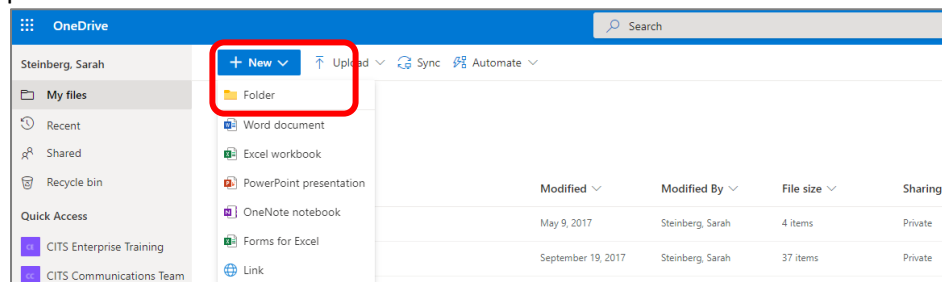 OneDrive
Search
Steinberg, Sarah
New
Upload
Sync
Automate
My files
Folder
Recent
Word document
Shared
Excel workbook
Recycle bin
PowerPoint presentation
Modified
Modified By
File size
Sharing
Quick Access
OneNote notebook
May 9, 2017
Steinberg, Sarah
4 items
Private
CITS Enterprise Training
Forms for Excel
September 19, 2017
Steinberg, Sarah
37 items
Private
CC CITS Communications Team
Link